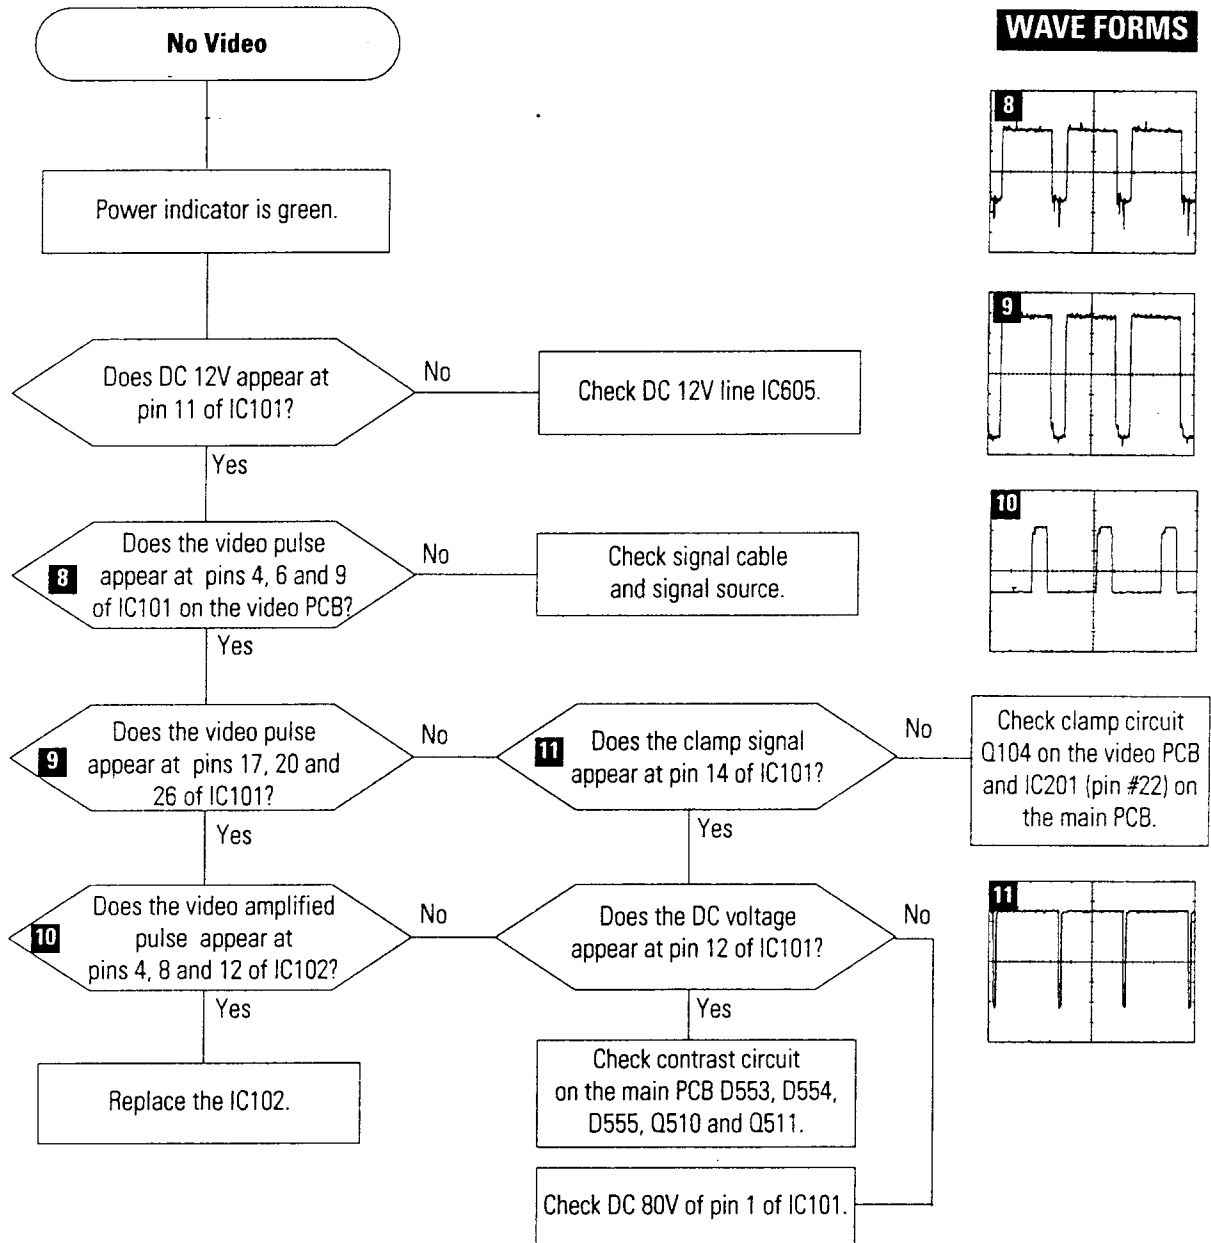 No Video
WAVE FORMS
Power indicator is green.
Does DC 12V appear at
pin 11 of IC101?
No
Check DC 12V line IC605.
Yes
8
Does the video pulse
appear at pins 4, 6 and 9
of IC101 on the video PCB?
No
Check signal cable
and signal source.
Yes
9
Does the video pulse
appear at pins 17, 20 and
26 of IC101?
No
11
Does the clamp signal
appear at pin 14 of IC101?
No
Check clamp circuit
Q104 on the video PCB
and IC201 (pin #22) on
the main PCB.
Yes
Yes
10
Does the video amplified
pulse appear at
pins 4, 8 and 12 of IC102?
No
Does the DC voltage
appear at pin 12 of IC101?
No
Yes
Yes
Replace the IC102.
Check contrast circuit
on the main PCB D553, D554,
D555, Q510 and Q511.
Check DC 80V of pin 1 of IC101.
8
9
10
11